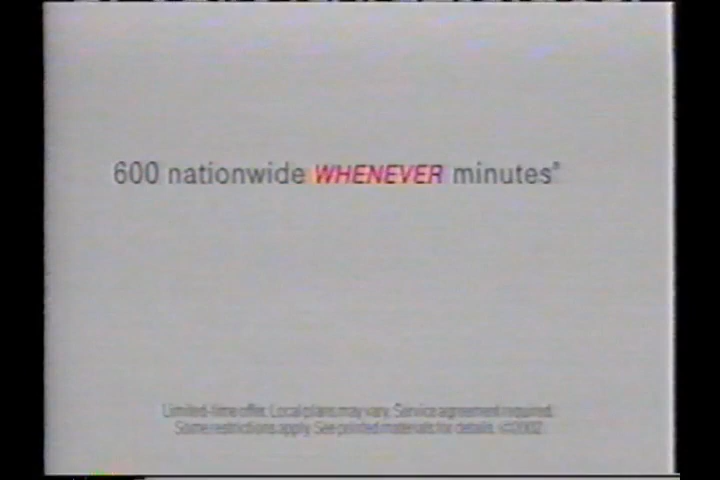 600 nationwide WHENEVER minutes®
Limited-time offer. Local plans may vary. Service agreement required.
Some restrictions apply. See printed materials for details. ©2002